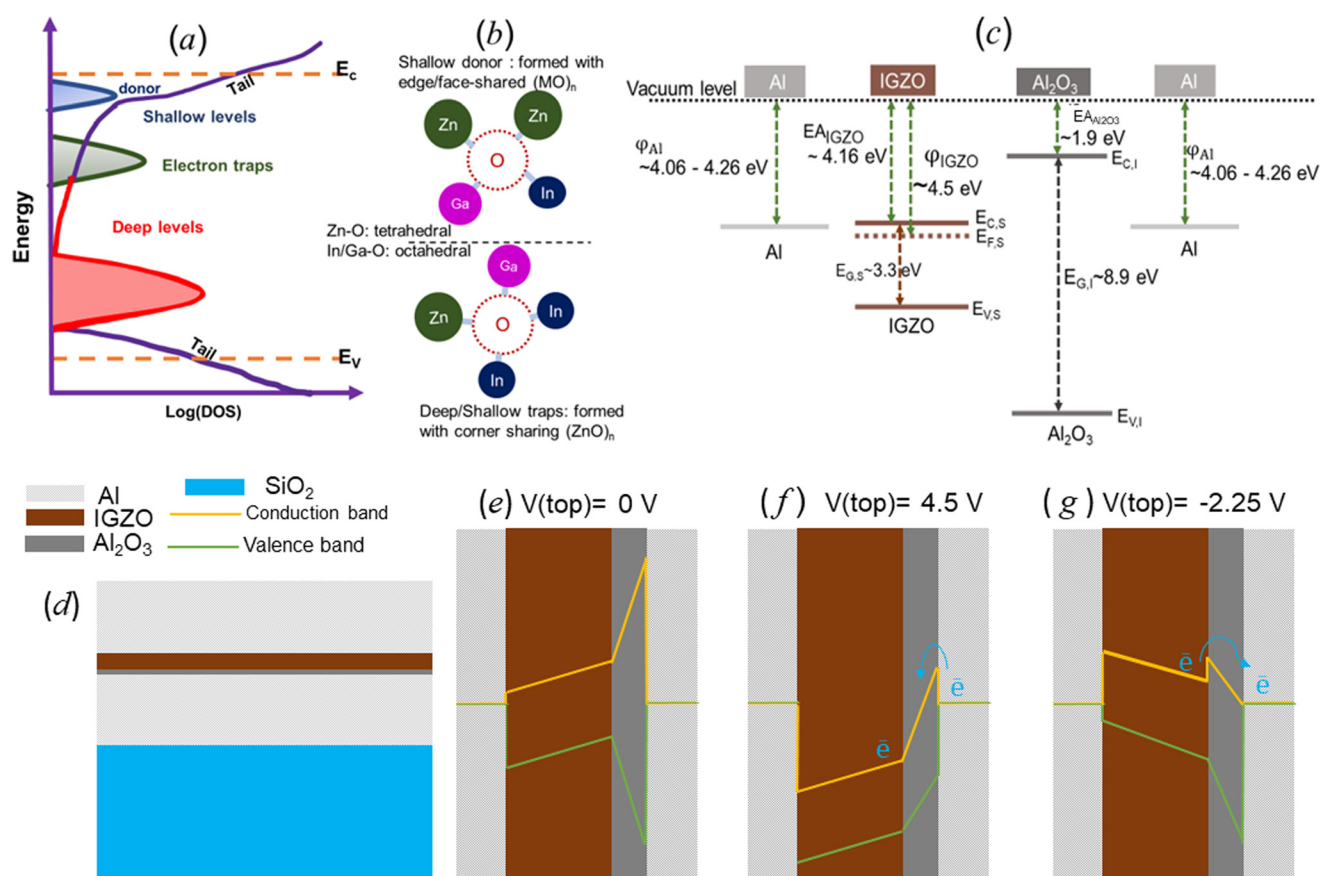 (a)
E_c
donor
Tail
Shallow levels
Electron traps
Deep levels
Energy
Tail
E_V
Log(DOS)
(b)
Shallow donor : formed with
edge/face-shared (MO)_n
Zn
Zn
O
Ga
In
Zn-O: tetrahedral
In/Ga-O: octahedral
Ga
Zn
In
O
In
Deep/Shallow traps: formed
with corner sharing (ZnO)_n
(c)
Al
IGZO
Al₂O₃
Al
Vacuum level
φ_Al
~4.06 - 4.26 eV
Al
EA_IGZO
~ 4.16 eV
φ_IGZO
~4.5 eV
E_C,S
E_F,S
E_G,S~3.3 eV
E_V,S
IGZO
EA_Al2O3
~1.9 eV
E_C,I
E_G,I~8.9 eV
E_V,I
Al₂O₃
φ_Al
~4.06 - 4.26 eV
Al
Al
SiO₂
IGZO
Conduction band
Al₂O₃
Valence band
(d)
(e) V(top)= 0 V
(f) V(top)= 4.5 V
ē
ē
(g) V(top)= -2.25 V
ē
ē